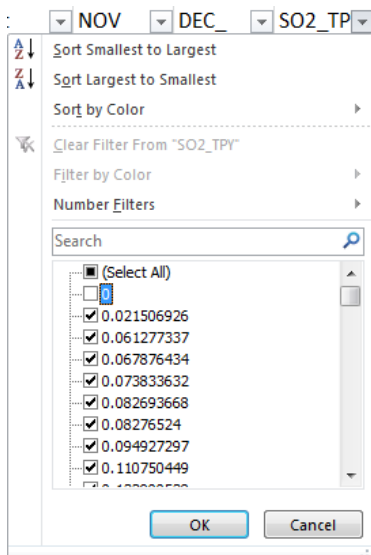 : NOV DEC_ SO2_TP
Sort Smallest to Largest
Sort Largest to Smallest
Sort by Color
Clear Filter From "SO2_TPY"
Filter by Color
Number Filters
Search
(Select All)
0
0.021506926
0.061277337
0.067876434
0.073833632
0.082693668
0.08276524
0.094927297
0.110750449
OK Cancel